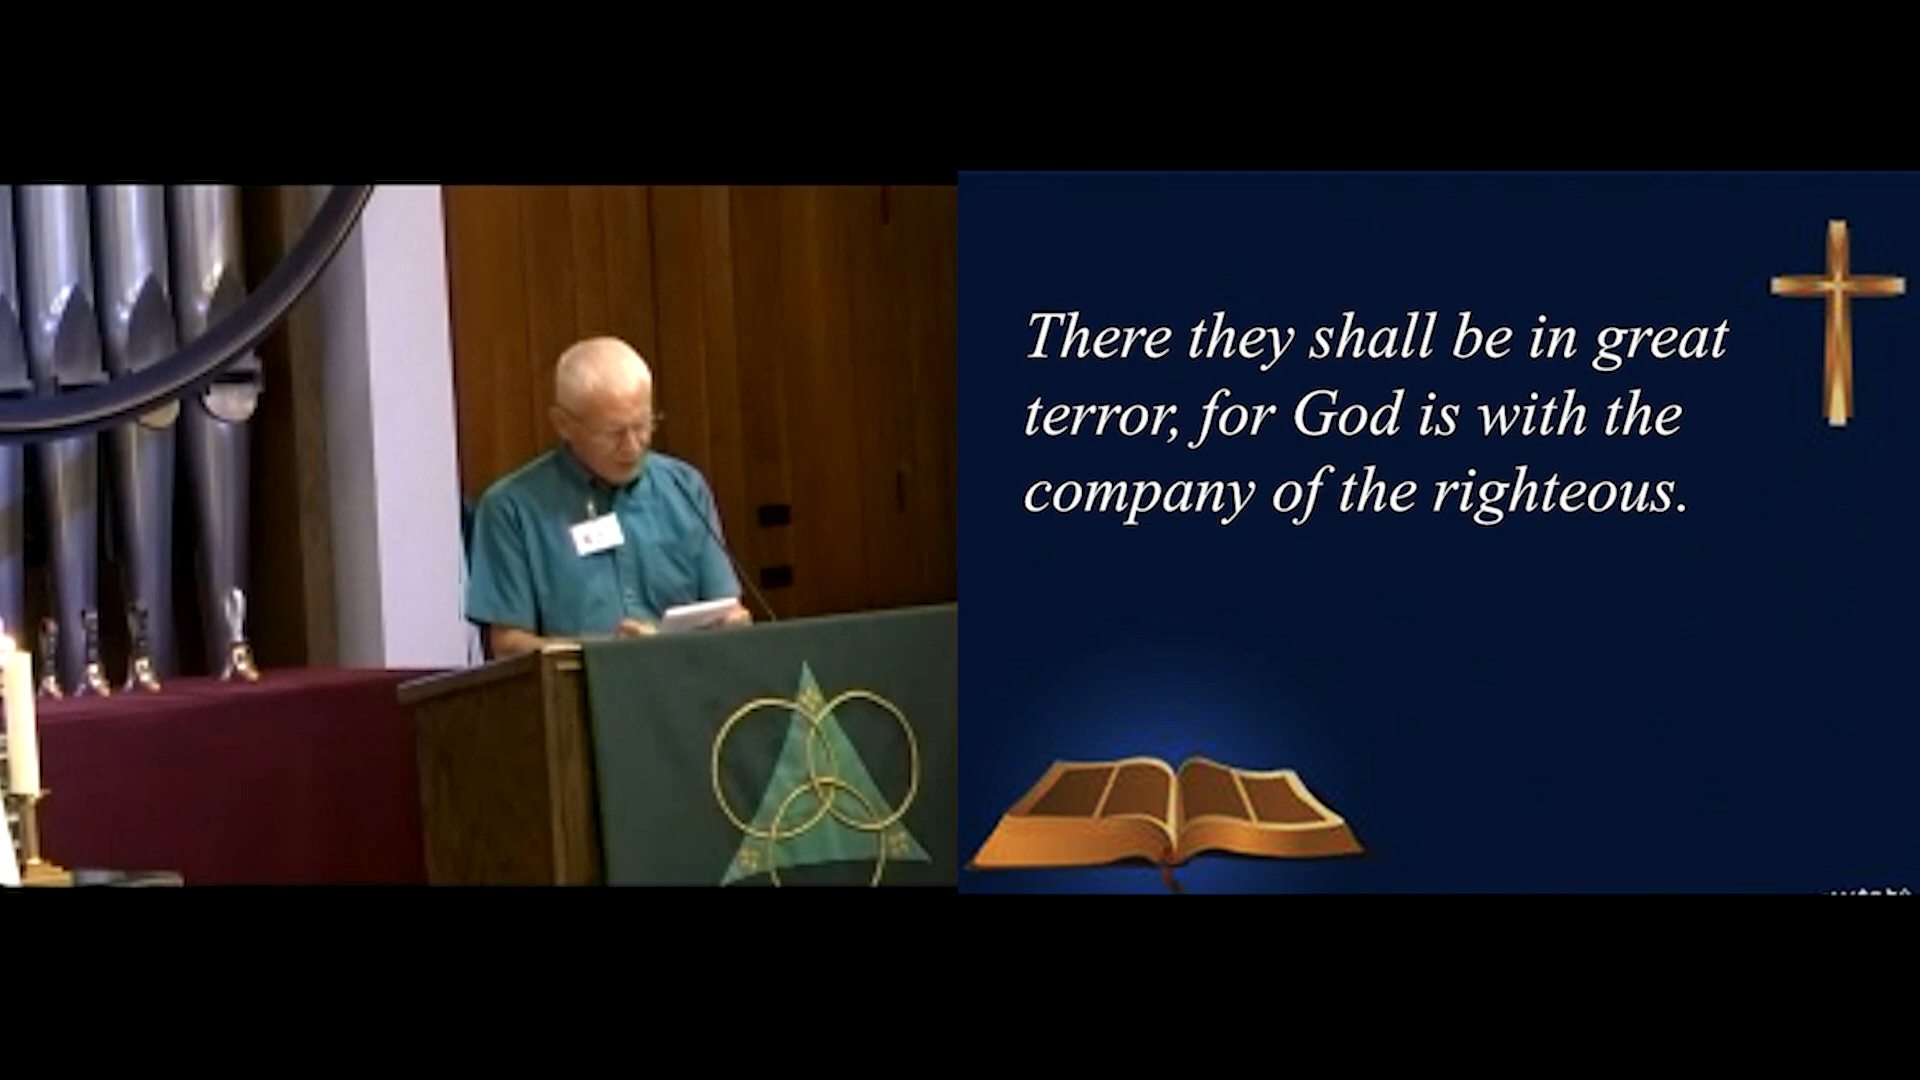 There they shall be in great
terror, for God is with the
company of the righteous.